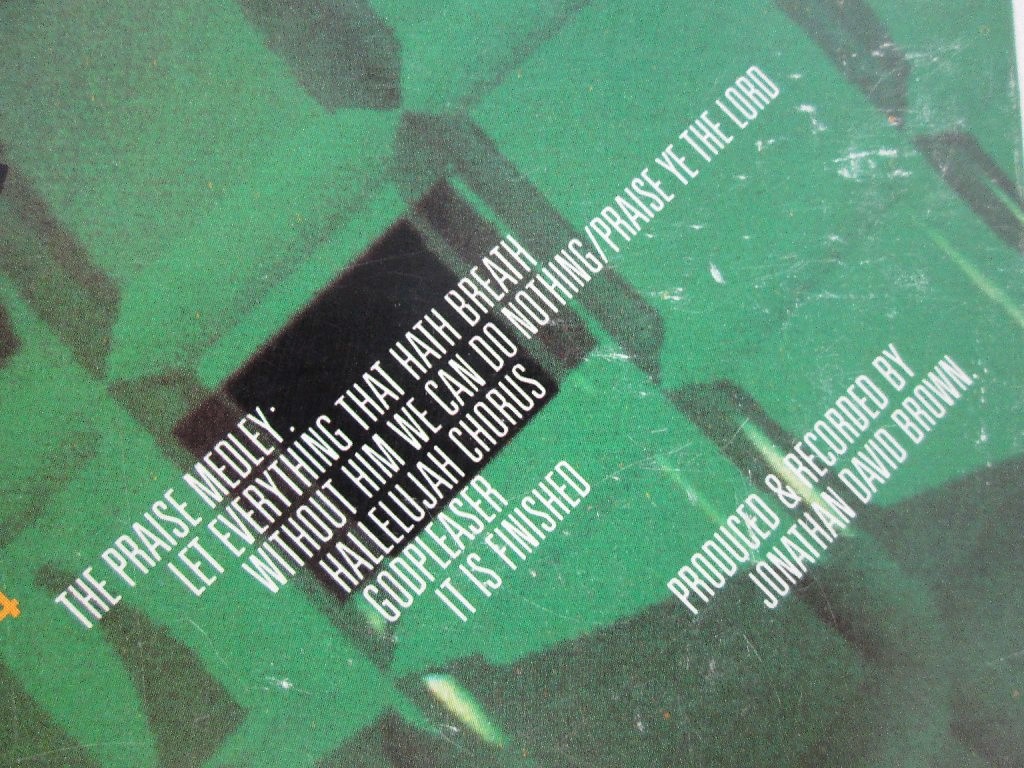 THE PRAISE MEDLEY:
LET EVERYTHING THAT HATH BREATH
WITHOUT HIM WE CAN DO NOTHING/PRAISE YE THE LORD
HALLELUJAH CHORUS
GODPLEASER
IT IS FINISHED
PRODUCED & RECORDED BY
JONATHAN DAVID BROWN.
4